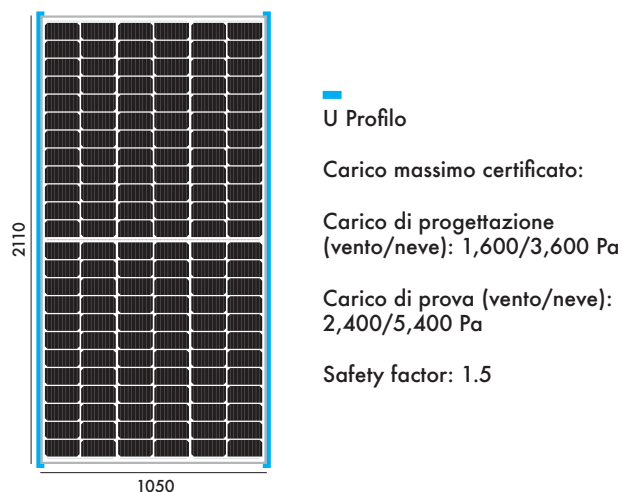 2110
1050
U Profilo
Carico massimo certificato:
Carico di progettazione
(vento/neve): 1,600/3,600 Pa
Carico di prova (vento/neve):
2,400/5,400 Pa
Safety factor: 1.5